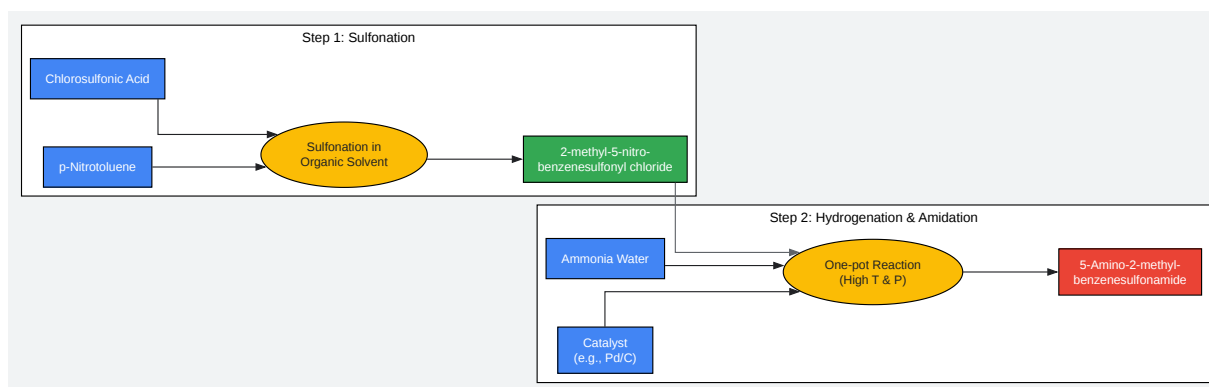 Step 1: Sulfonation
Chlorosulfonic Acid
p-Nitrotoluene
Sulfonation in
Organic Solvent
2-methyl-5-nitro-
benzenesulfonyl chloride
Step 2: Hydrogenation & Amidation
Ammonia Water
Catalyst
(e.g., Pd/C)
One-pot Reaction
(High T & P)
5-Amino-2-methyl-
benzenesulfonamide